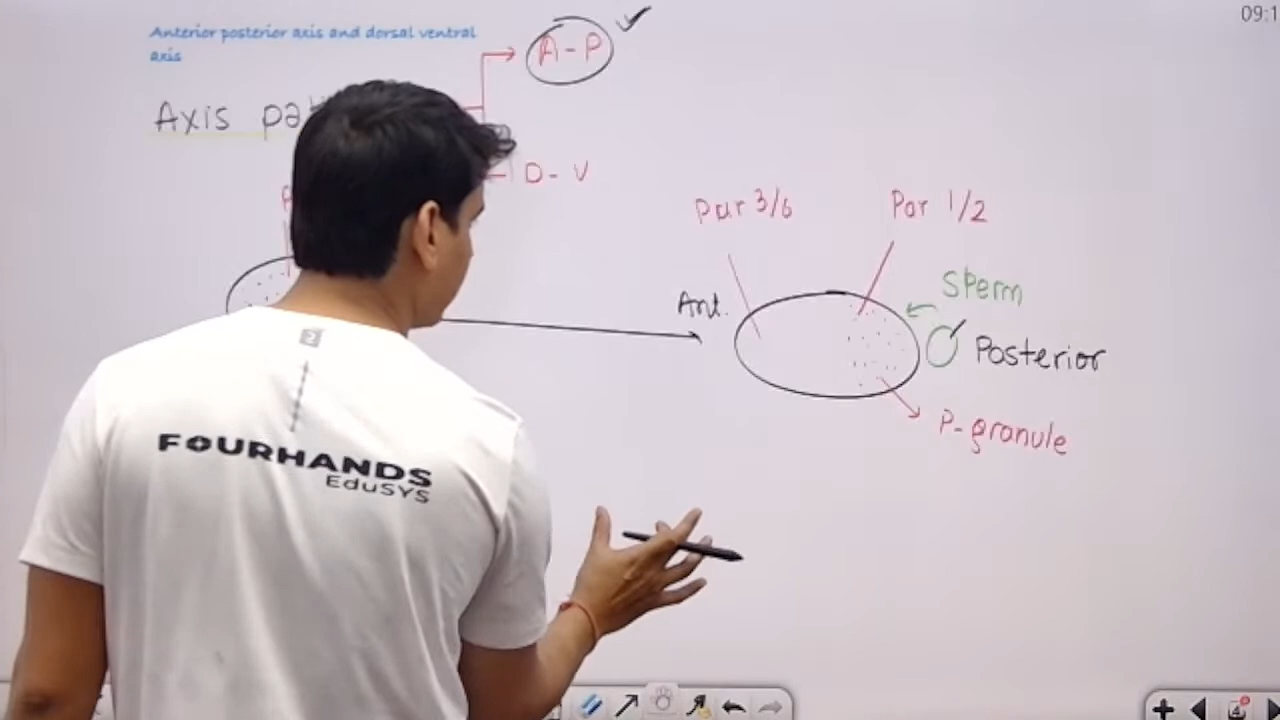 09:1
Anterior posterior axis and dorsal ventral
axis
A-P
Axis
D-V
Par 3/6
Par 1/2
Sperm
Ant.
Posterior
P-granule
FOURHANDS
EduSYS
4